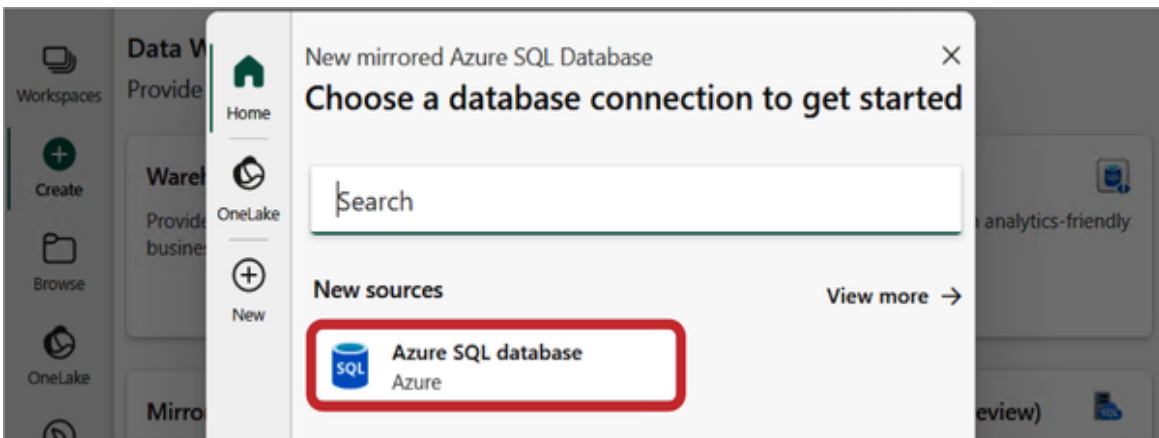 Workspaces
Create
Browse
OneLake
Data W
Provide
Wareh
Provide
busines
Mirro
analytics-friendly
eview)
Home
OneLake
New
New mirrored Azure SQL Database
Choose a database connection to get started
Search
New sources
View more
SQL
Azure SQL database
Azure